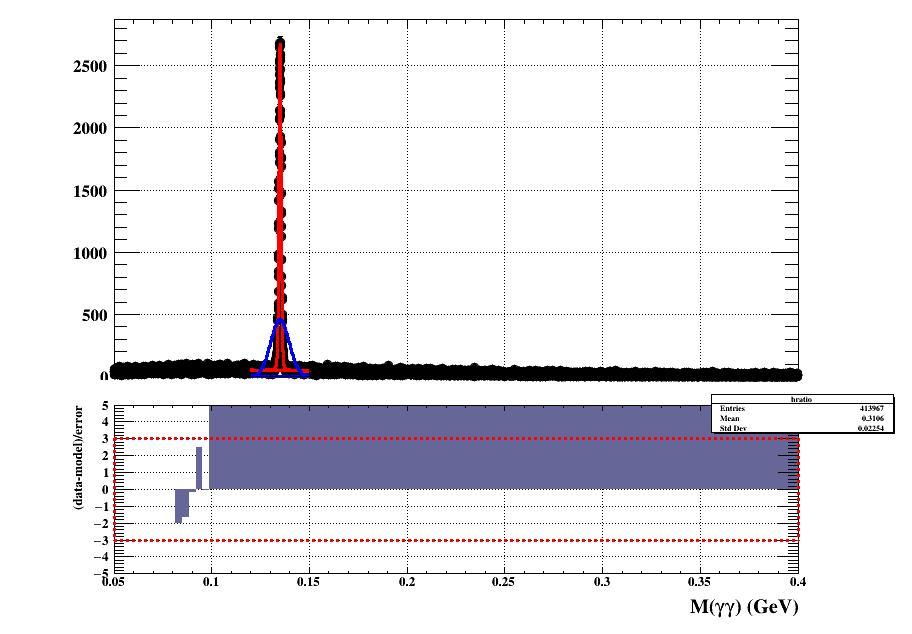 2500
2000
1500
1000
500
0
hratio
Entries 413967
Mean 0.3106
Std Dev 0.02254
(data-model)/error
5
4
3
2
1
0
−1
−2
−3
−4
−5
0.05 0.1 0.15 0.2 0.25 0.3 0.35 0.4
M(γγ) (GeV)